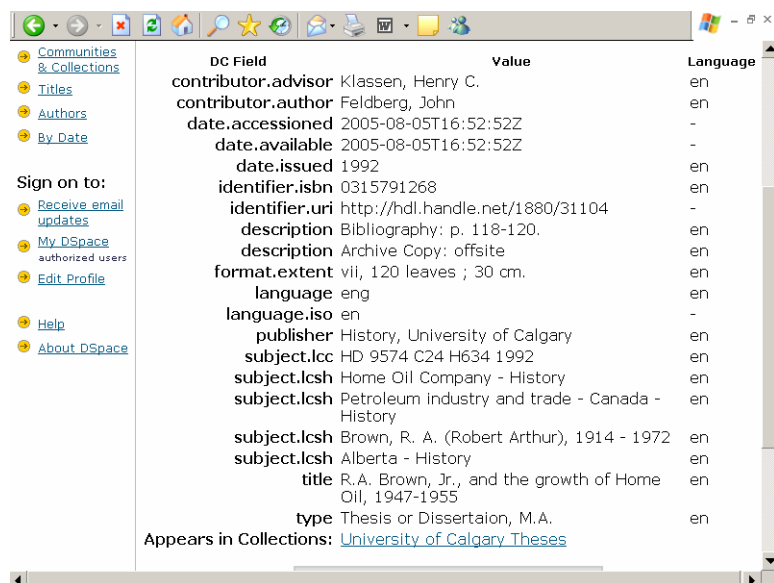 Communities
& Collections
Titles
Authors
By Date
Sign on to:
Receive email
updates
My DSpace
authorized users
Edit Profile
Help
About DSpace
DC Field Value Language
contributor.advisor Klassen, Henry C. en
contributor.author Feldberg, John en
date.accessioned 2005-08-05T16:52:52Z -
date.available 2005-08-05T16:52:52Z -
date.issued 1992 en
identifier.isbn 0315791268 en
identifier.uri http://hdl.handle.net/1880/31104 -
description Bibliography: p. 118-120. en
description Archive Copy: offsite en
format.extent vii, 120 leaves ; 30 cm. en
language eng en
language.iso en -
publisher History, University of Calgary en
subject.lcc HD 9574 C24 H634 1992 en
subject.lcsh Home Oil Company - History en
subject.lcsh Petroleum industry and trade - Canada - en
History
subject.lcsh Brown, R. A. (Robert Arthur), 1914 - 1972 en
subject.lcsh Alberta - History en
title R.A. Brown, Jr., and the growth of Home en
Oil, 1947-1955
type Thesis or Dissertaion, M.A. en
Appears in Collections: University of Calgary Theses